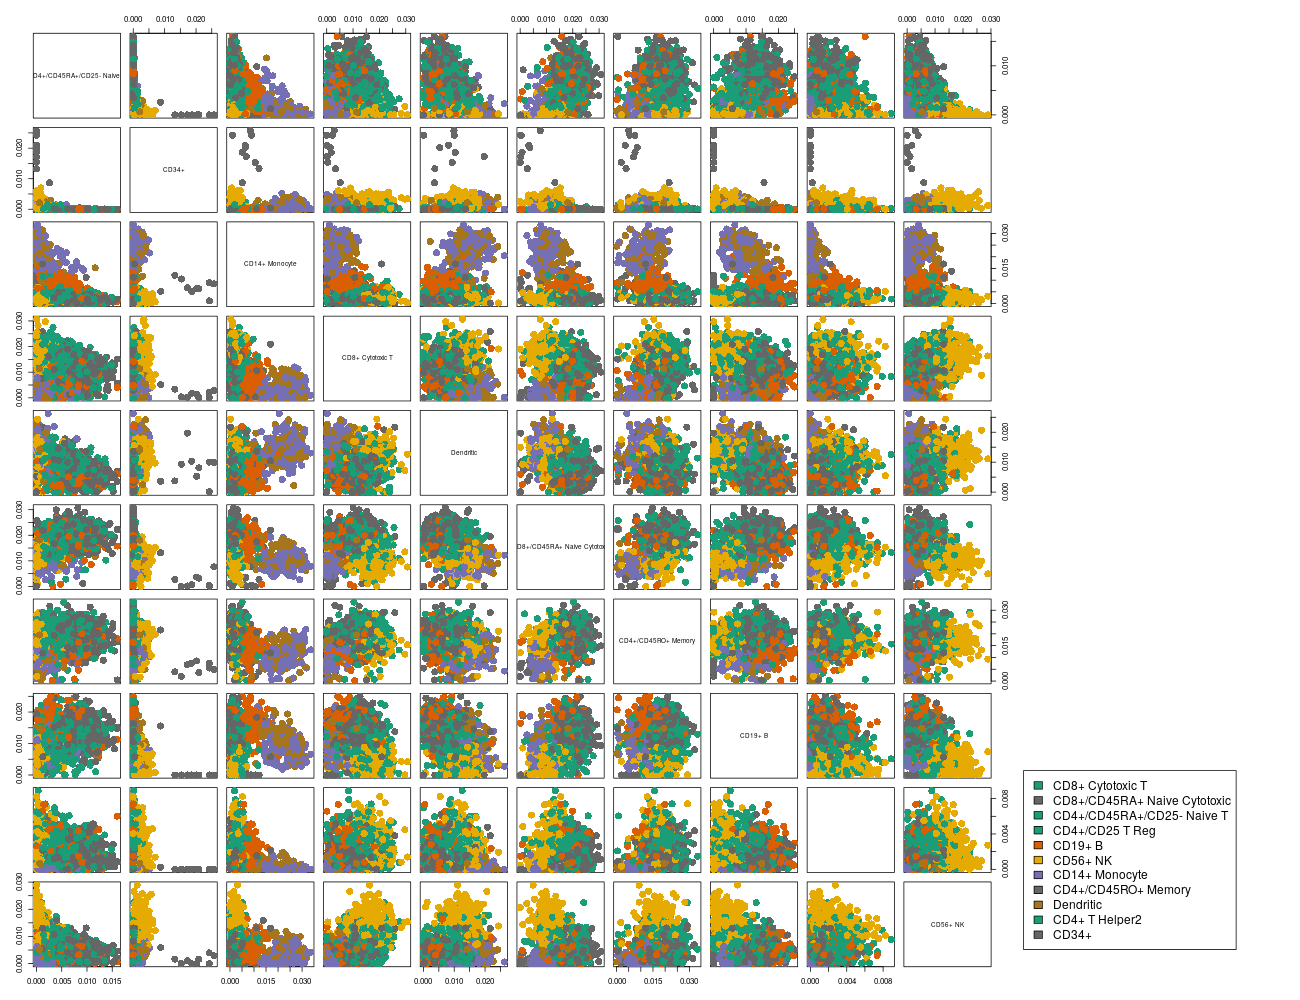 0.000 0.010 0.020
0.000 0.010 0.020 0.030
0.000 0.010 0.020 0.030
0.000 0.010 0.020
0.000 0.010 0.020 0.030
D4+/CD45RA+/CD25- Naive
0.000 0.010
0.000 0.010 0.020
CD34+
CD14+ Monocyte
0.000 0.015 0.030
0.000 0.010 0.020 0.030
CD8+ Cytotoxic T
Dendritic
0.000 0.010 0.020
0.000 0.010 0.020 0.030
D8+/CD45RA+ Naive Cytotox
CD4+/CD45RO+ Memory
0.000 0.015 0.030
0.000 0.010 0.020
CD19+ B
0.000 0.004 0.008
0.000 0.010 0.020 0.030
CD56+ NK
0.000 0.005 0.010 0.015
0.000 0.015 0.030
0.000 0.010 0.020
0.000 0.015 0.030
0.000 0.004 0.008
CD8+ Cytotoxic T
CD8+/CD45RA+ Naive Cytotoxic
CD4+/CD45RA+/CD25- Naive T
CD4+/CD25 T Reg
CD19+ B
CD56+ NK
CD14+ Monocyte
CD4+/CD45RO+ Memory
Dendritic
CD4+ T Helper2
CD34+